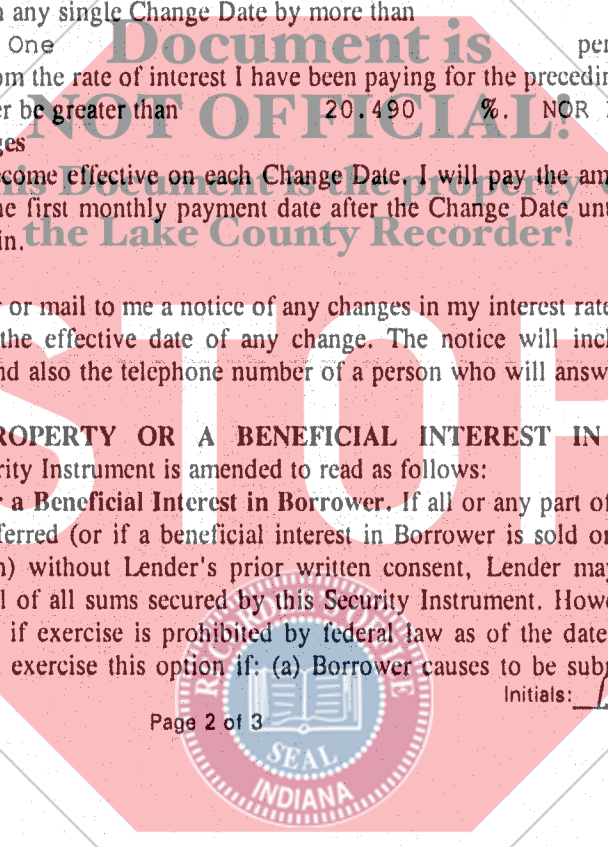 any single Change Date by more than
One per
om the rate of interest I have been paying for the precedin
er be greater than 20.490 %. NOR
ges
come effective on each Change Date. I will pay the am
he first monthly payment date after the Change Date unt
in.
Document is
NOT OFFICIAL!
This Document is the property
the Lake County Recorder!
STOP
r or mail to me a notice of any changes in my interest rate
the effective date of any change. The notice will incl
nd also the telephone number of a person who will answ
ROPERTY OR A BENEFICIAL INTEREST IN
rity Instrument is amended to read as follows:
r a Beneficial Interest in Borrower. If all or any part of
ferred (or if a beneficial interest in Borrower is sold or
n) without Lender's prior written consent, Lender may
l of all sums secured by this Security Instrument. Howe
if exercise is prohibited by federal law as of the date
exercise this option if: (a) Borrower causes to be subm
Initials:
Page 2 of 3
RECORDER'S OFFICE
SEAL
INDIANA